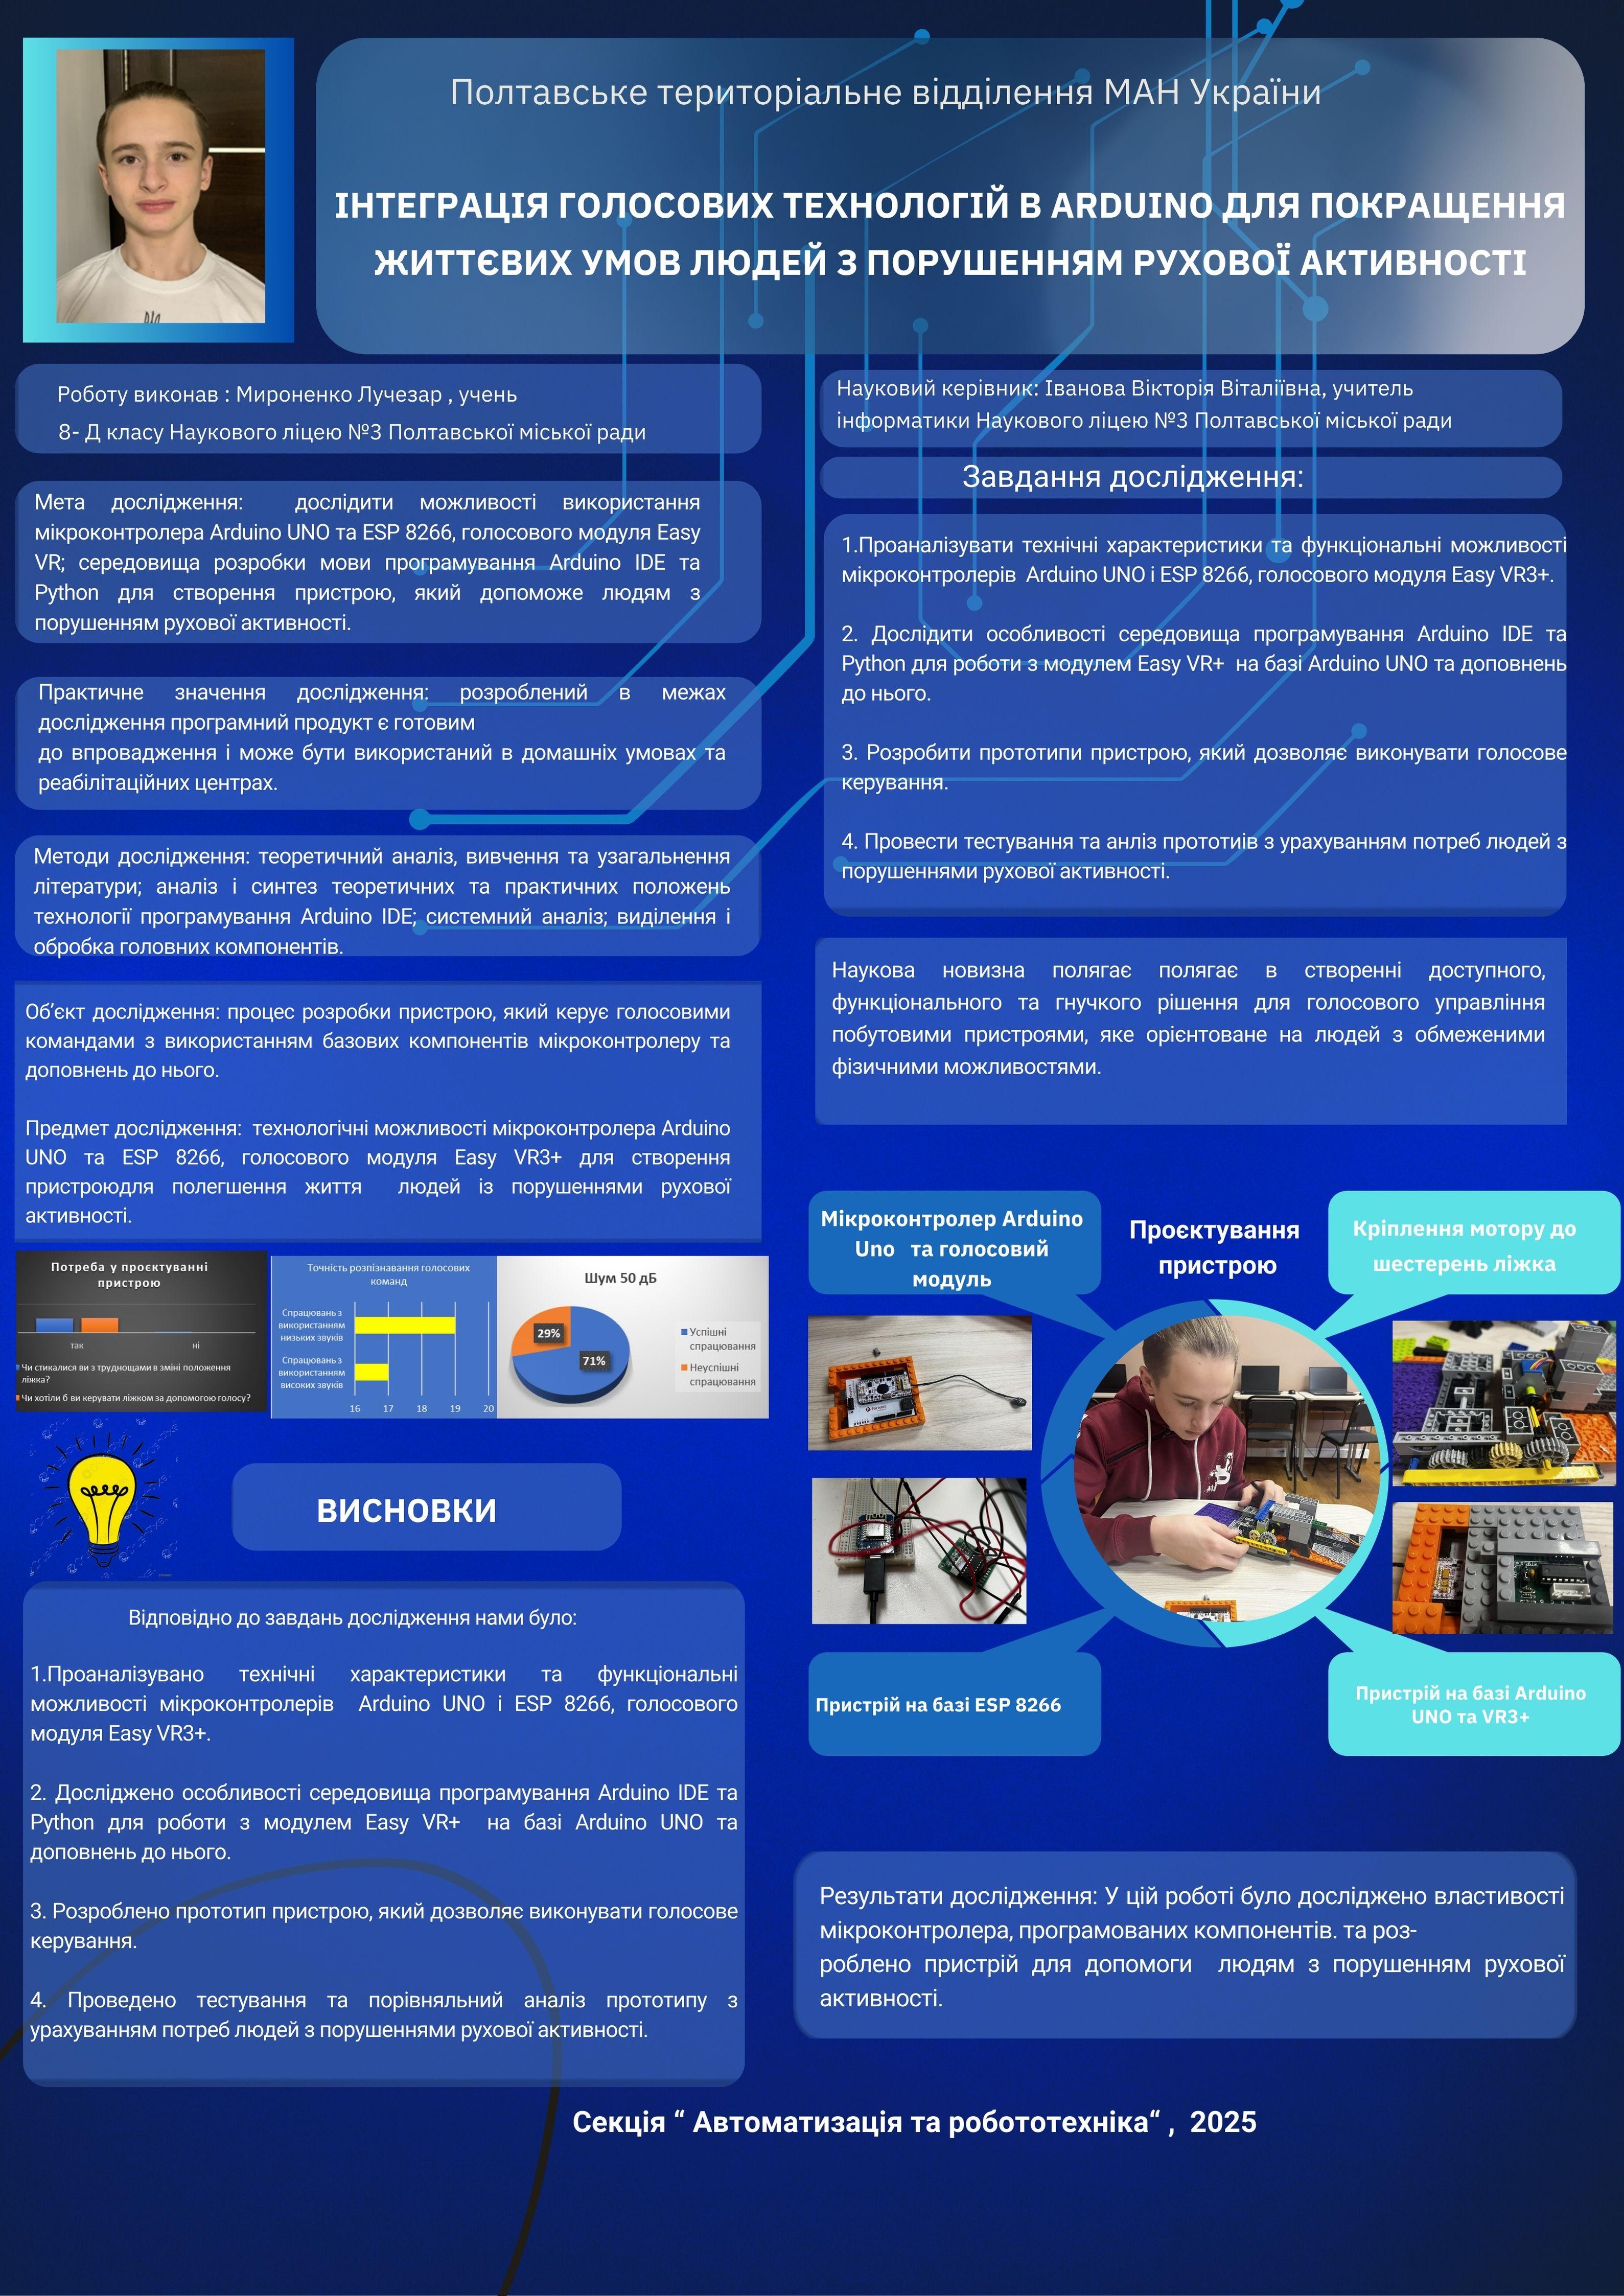 Полтавське територіальне відділення МАН України
ІНТЕГРАЦІЯ ГОЛОСОВИХ ТЕХНОЛОГІЙ В ARDUINO ДЛЯ ПОКРАЩЕННЯ
ЖИТТЄВИХ УМОВ ЛЮДЕЙ З ПОРУШЕННЯМ РУХОВОЇ АКТИВНОСТІ
Роботу виконав : Мироненко Лучезар , учень
8- Д класу Наукового ліцею №3 Полтавської міської ради
Науковий керівник: Іванова Вікторія Віталіївна, учитель
інформатики Наукового ліцею №3 Полтавської міської ради
Мета дослідження: дослідити можливості використання
мікроконтролера Arduino UNO та ESP 8266, голосового модуля Easy
VR; середовища розробки мови програмування Arduino IDE та
Python для створення пристрою, який допоможе людям з
порушенням рухової активності.
Практичне значення дослідження: розроблений в межах
дослідження програмний продукт є готовим
до впровадження і може бути використаний в домашніх умовах та
реабілітаційних центрах.
Методи дослідження: теоретичний аналіз, вивчення та узагальнення
літератури; аналіз і синтез теоретичних та практичних положень
технології програмування Arduino IDE; системний аналіз; виділення і
обробка головних компонентів.
Об’єкт дослідження: процес розробки пристрою, який керує голосовими
командами з використанням базових компонентів мікроконтролеру та
доповнень до нього.
Предмет дослідження: технологічні можливості мікроконтролера Arduino
UNO та ESP 8266, голосового модуля Easy VR3+ для створення
пристроюдля полегшення життя людей із порушеннями рухової
активності.
Завдання дослідження:
1.Проаналізувати технічні характеристики та функціональні можливості
мікроконтролерів Arduino UNO і ESP 8266, голосового модуля Easy VR3+.
2. Дослідити особливості середовища програмування Arduino IDE та
Python для роботи з модулем Easy VR+ на базі Arduino UNO та доповнень
до нього.
3. Розробити прототипи пристрою, який дозволяє виконувати голосове
керування.
4. Провести тестування та анліз прототиів з урахуванням потреб людей з
порушеннями рухової активності.
Наукова новизна полягає полягає в створенні доступного,
функціонального та гнучкого рішення для голосового управління
побутовими пристроями, яке орієнтоване на людей з обмеженими
фізичними можливостями.
Потреба у проєктуванні
пристрою
так ні
Чи стикалися ви з труднощами в зміні положення
ліжка?
Чи хотіли б ви керувати ліжком за допомогою голосу?
Точність розпізнавання голосових
команд
Спрацювань з
використанням
низьких звуків
Спрацювань з
використанням
високих звуків
16 17 18 19 20
Шум 50 дБ
29%
71%
Успішні
спрацювання
Неуспішні
спрацювання
Мікроконтролер Arduino
Uno та голосовий
модуль
Проєктування
пристрою
Кріплення мотору до
шестерень ліжка
Пристрій на базі ESP 8266
Пристрій на базі Arduino
UNO та VR3+
ВИСНОВКИ
Відповідно до завдань дослідження нами було:
1.Проаналізувано технічні характеристики та функціональні
можливості мікроконтролерів Arduino UNO і ESP 8266, голосового
модуля Easy VR3+.
2. Досліджено особливості середовища програмування Arduino IDE та
Python для роботи з модулем Easy VR+ на базі Arduino UNO та
доповнень до нього.
3. Розроблено прототип пристрою, який дозволяє виконувати голосове
керування.
4. Проведено тестування та порівняльний аналіз прототипу з
урахуванням потреб людей з порушеннями рухової активності.
Результати дослідження: У цій роботі було досліджено властивості
мікроконтролера, програмованих компонентів. та роз-
роблено пристрій для допомоги людям з порушенням рухової
активності.
Секція “ Автоматизація та робототехніка“ , 2025